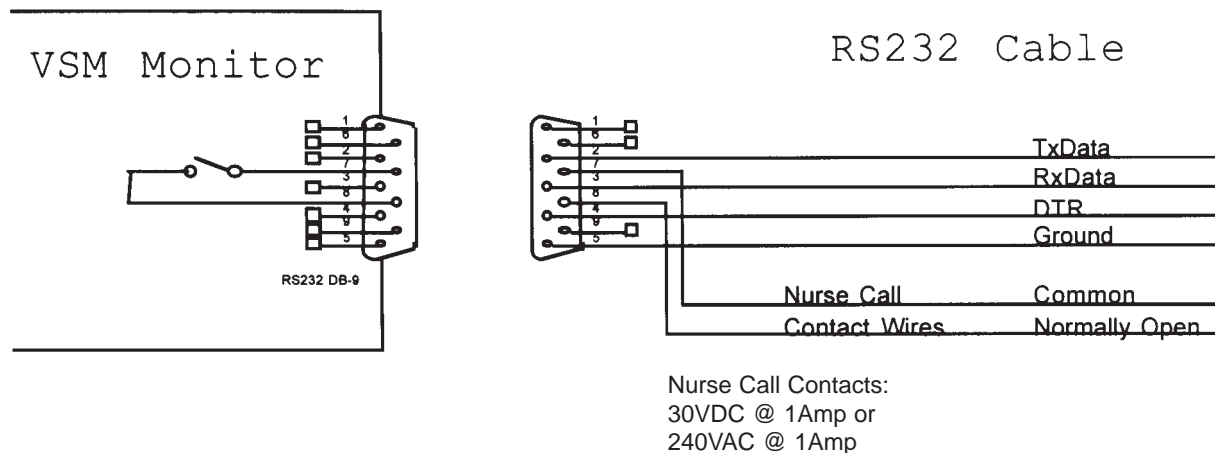 VSM Monitor
RS232 Cable
1
6
2
7
3
8
4
9
5
RS232 DB-9
1
6
2
7
3
8
4
9
5
TxData
RxData
DTR
Ground
Nurse Call Common
Contact Wires Normally Open
Nurse Call Contacts:
30VDC @ 1Amp or
240VAC @ 1Amp